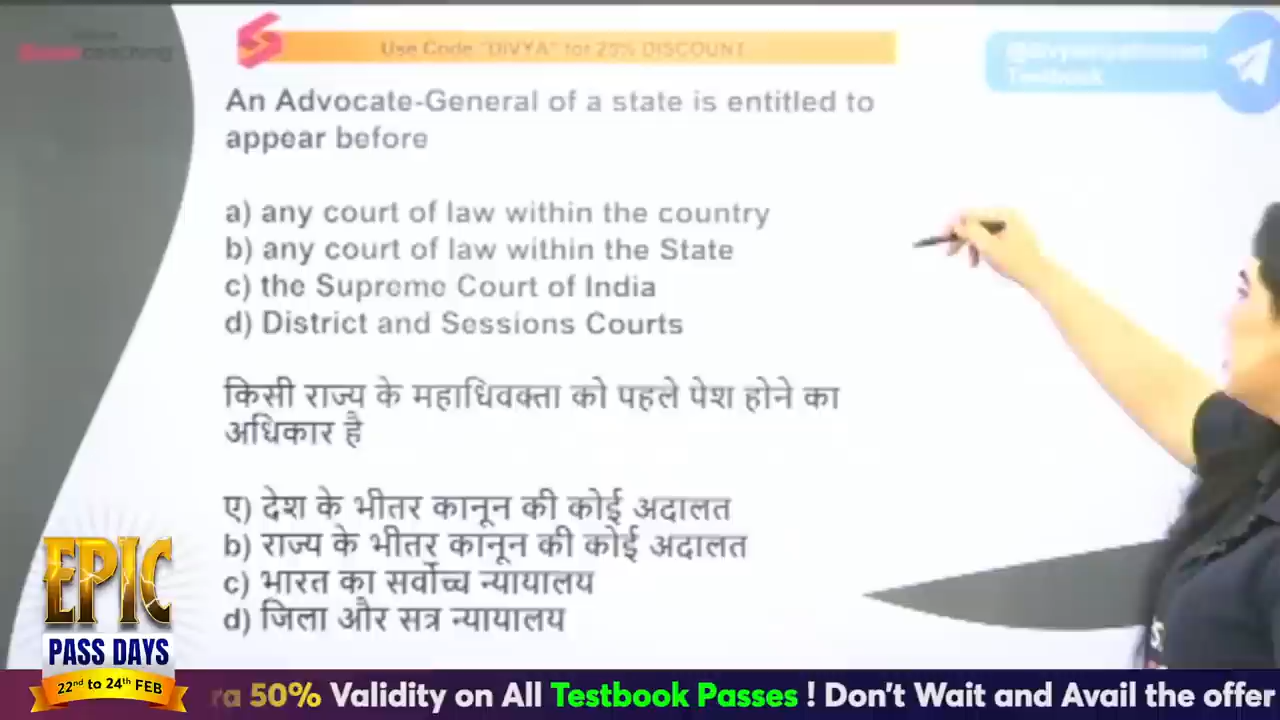 coaching
Use Code "DIVYA" for 25% DISCOUNT
Testbook
An Advocate-General of a state is entitled to
appear before
a) any court of law within the country
b) any court of law within the State
c) the Supreme Court of India
d) District and Sessions Courts
किसी राज्य के महाधिवक्ता को पहले पेश होने का
अधिकार है
ए) देश के भीतर कानून की कोई अदालत
b) राज्य के भीतर कानून की कोई अदालत
c) भारत का सर्वोच्च न्यायालय
d) जिला और सत्र न्यायालय
EPIC
PASS DAYS
22nd to 24th FEB
ra 50% Validity on All Testbook Passes ! Don't Wait and Avail the offer